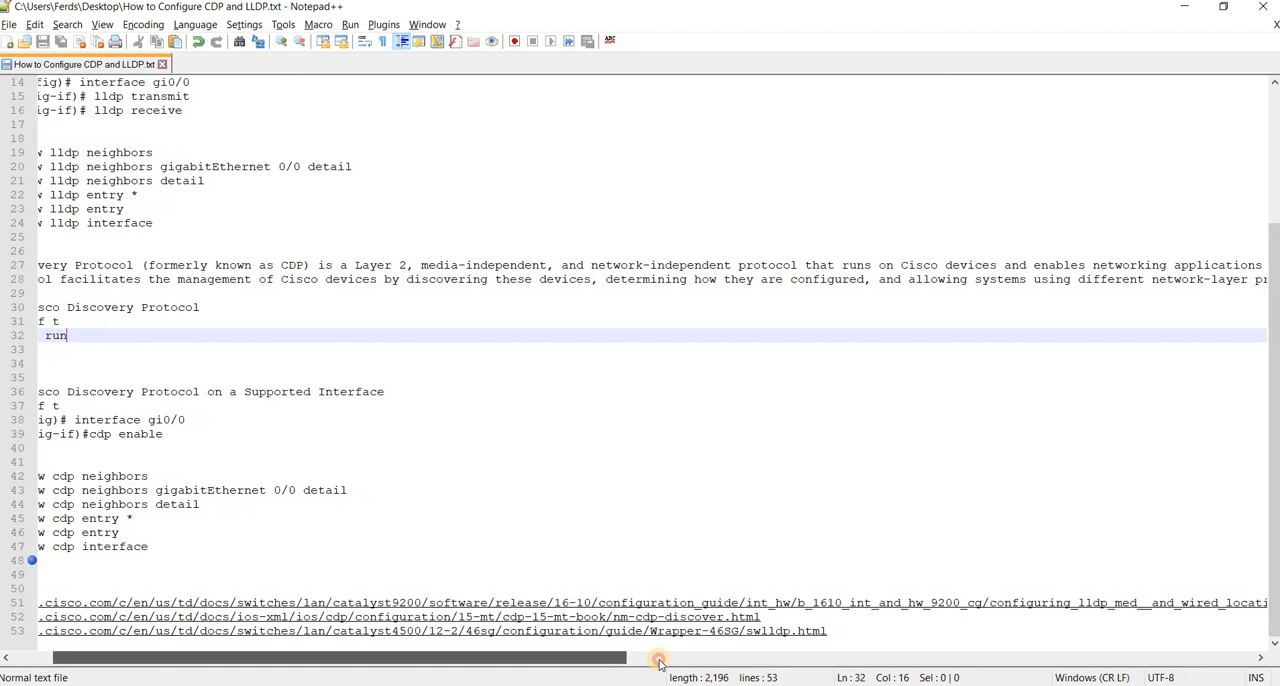 C:\Users\Ferds\Desktop\How to Configure CDP and LLDP.txt - Notepad++
File Edit Search View Encoding Language Settings Tools Macro Run Plugins Window ? X
ABC
How to Configure CDP and LLDP.txt
14 fig)# interface gi0/0
15 ig-if)# lldp transmit
16 ig-if)# lldp receive
17
18
19 w lldp neighbors
20 w lldp neighbors gigabitEthernet 0/0 detail
21 w lldp neighbors detail
22 w lldp entry *
23 w lldp entry
24 w lldp interface
25
26
27 very Protocol (formerly known as CDP) is a Layer 2, media-independent, and network-independent protocol that runs on Cisco devices and enables networking applications
28 ol facilitates the management of Cisco devices by discovering these devices, determining how they are configured, and allowing systems using different network-layer pr
29
30 sco Discovery Protocol
31 f t
32 run
33
34
35
36 sco Discovery Protocol on a Supported Interface
37 f t
38 ig)# interface gi0/0
39 ig-if)#cdp enable
40
41
42 w cdp neighbors
43 w cdp neighbors gigabitEthernet 0/0 detail
44 w cdp neighbors detail
45 w cdp entry *
46 w cdp entry
47 w cdp interface
48
49
50
51 .cisco.com/c/en/us/td/docs/switches/lan/catalyst9200/software/release/16-10/configuration_guide/int_hw/b_1610_int_and_hw_9200_cg/configuring_lldp_med__and_wired_locati
52 .cisco.com/c/en/us/td/docs/ios-xml/ios/cdp/configuration/15-mt/cdp-15-mt-book/nm-cdp-discover.html
53 .cisco.com/c/en/us/td/docs/switches/lan/catalyst4500/12-2/46sg/configuration/guide/Wrapper-46SG/swlldp.html
Normal text file length : 2,196 lines : 53 Ln : 32 Col : 16 Sel : 0 | 0 Windows (CR LF) UTF-8 INS